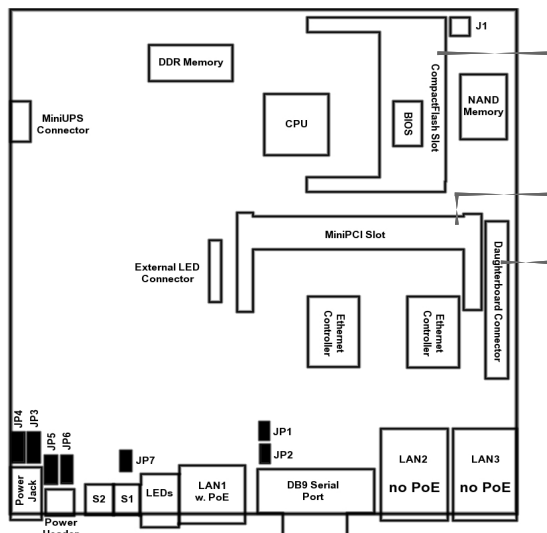 J1
DDR Memory
CompactFlash Slot
NAND
Memory
MiniUPS
Connector
CPU
BIOS
MiniPCI Slot
External LED
Connector
Daughterboard Connector
Ethernet
Controller
Ethernet
Controller
JP4
JP3
JP5
JP6
JP7
JP1
JP2
Power
Jack
S2
S1
LEDs
LAN1
w. PoE
DB9 Serial
Port
LAN2
no PoE
LAN3
no PoE
Power
Header